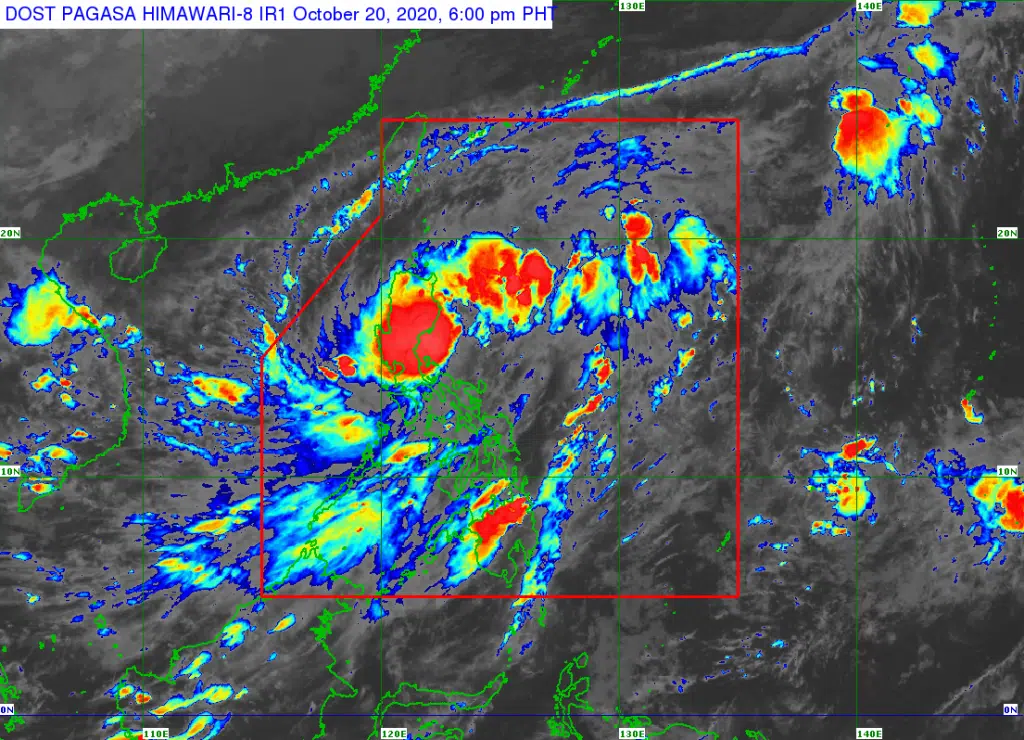 DOST PAGASA HIMAWARI-8 IR1 October 20, 2020, 6:00 pm PHT
130E
140E
20N
20N
10N
10N
0N
0N
110E
120E
130E
140E